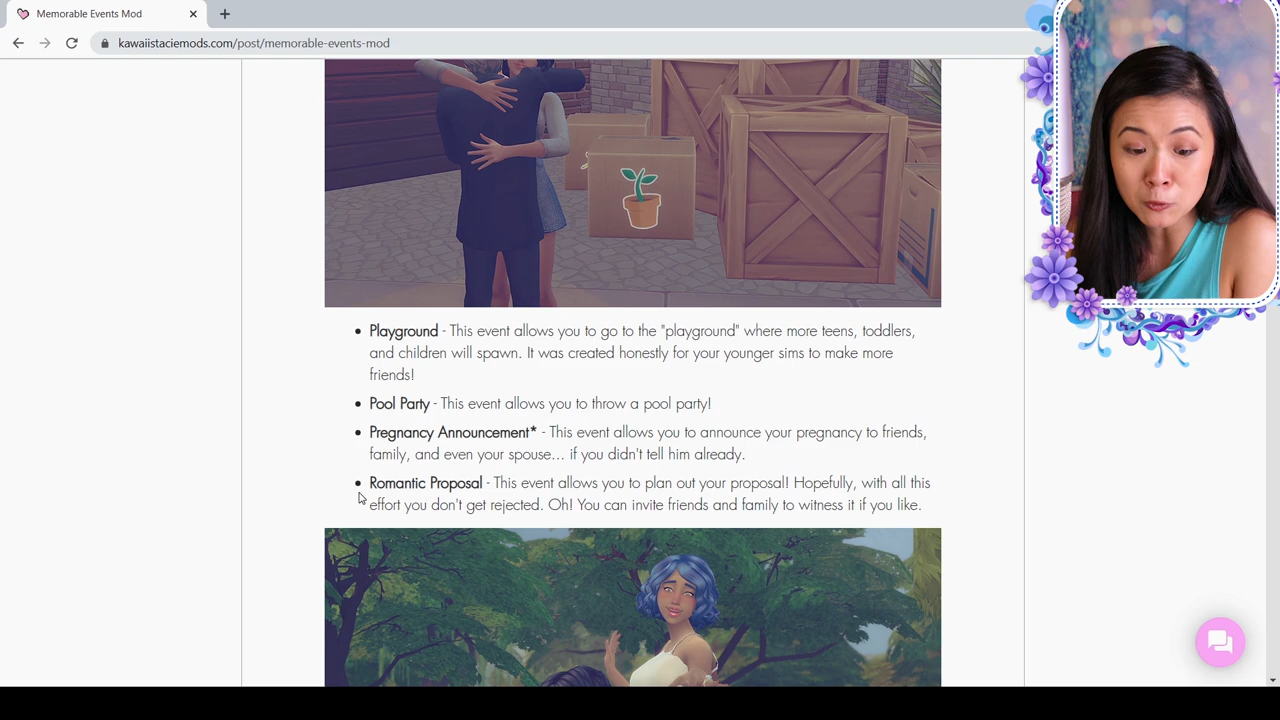 Memorable Events Mod
kawaiistaciemods.com/post/memorable-events-mod
• Playground - This event allows you to go to the "playground" where more teens, toddlers,
and children will spawn. It was created honestly for your younger sims to make more
friends!
• Pool Party - This event allows you to throw a pool party!
• Pregnancy Announcement* - This event allows you to announce your pregnancy to friends,
family, and even your spouse... if you didn't tell him already.
• Romantic Proposal - This event allows you to plan out your proposal! Hopefully, with all this
effort you don't get rejected. Oh! You can invite friends and family to witness it if you like.